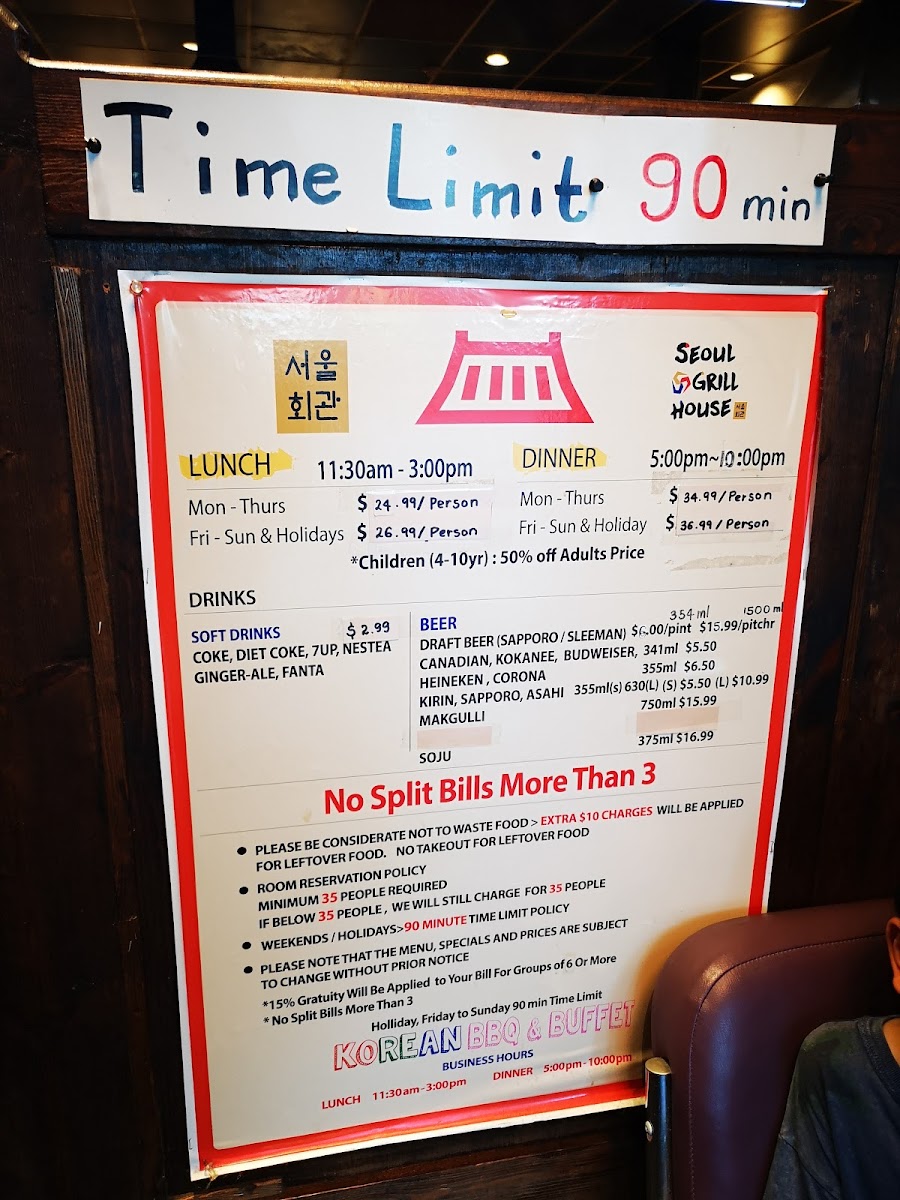 Time Limit 90 min
서울
회관
SEOUL
GRILL
HOUSE
서울
회관
LUNCH 11:30am - 3:00pm
Mon - Thurs $ 24.99/ Person
Fri - Sun & Holidays $ 26.99/ Person
DINNER 5:00pm~10:00pm
Mon - Thurs $ 34.99/ Person
Fri - Sun & Holiday $ 36.99/ Person
*Children (4-10yr) : 50% off Adults Price
DRINKS
SOFT DRINKS $ 2.99
COKE, DIET COKE, 7UP, NESTEA
GINGER-ALE, FANTA
BEER 354ml 1500 ml
DRAFT BEER (SAPPORO / SLEEMAN) $6.00/pint $15.99/pitchr
CANADIAN, KOKANEE, BUDWEISER, 341ml $5.50
HEINEKEN , CORONA 355ml $6.50
KIRIN, SAPPORO, ASAHI 355ml(s) 630(L) (S) $5.50 (L) $10.99
MAKGULLI 750ml $15.99
SOJU 375ml $16.99
No Split Bills More Than 3
● PLEASE BE CONSIDERATE NOT TO WASTE FOOD > EXTRA $10 CHARGES WILL BE APPLIED
FOR LEFTOVER FOOD. NO TAKEOUT FOR LEFTOVER FOOD
● ROOM RESERVATION POLICY
MINIMUM 35 PEOPLE REQUIRED
IF BELOW 35 PEOPLE , WE WILL STILL CHARGE FOR 35 PEOPLE
● WEEKENDS / HOLIDAYS>90 MINUTE TIME LIMIT POLICY
● PLEASE NOTE THAT THE MENU, SPECIALS AND PRICES ARE SUBJECT
TO CHANGE WITHOUT PRIOR NOTICE
*15% Gratuity Will Be Applied to Your Bill For Groups of 6 Or More
* No Split Bills More Than 3
Holliday, Friday to Sunday 90 min Time Limit
KOREAN BBQ & BUFFET
BUSINESS HOURS
LUNCH 11:30am-3:00pm DINNER 5:00pm-10:00pm